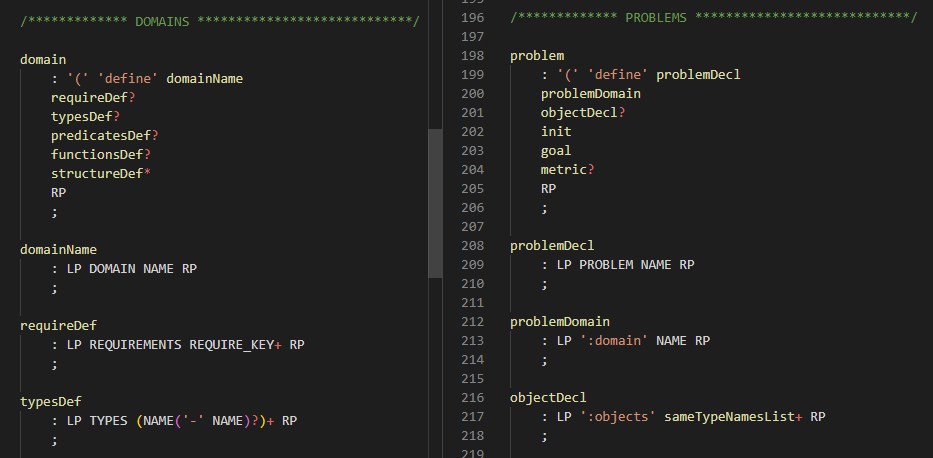 /************* DOMAINS ****************************/
domain
: '(' 'define' domainName
requireDef?
typesDef?
predicatesDef?
functionsDef?
structureDef*
RP
;
domainName
: LP DOMAIN NAME RP
;
requireDef
: LP REQUIREMENTS REQUIRE_KEY+ RP
;
typesDef
: LP TYPES (NAME('-' NAME)?)+ RP
;
196 /************* PROBLEMS ****************************/
197
198 problem
199 : '(' 'define' problemDecl
200 problemDomain
201 objectDecl?
202 init
203 goal
204 metric?
205 RP
206 ;
207
208 problemDecl
209 : LP PROBLEM NAME RP
210 ;
211
212 problemDomain
213 : LP ':domain' NAME RP
214 ;
215
216 objectDecl
217 : LP ':objects' sameTypeNamesList+ RP
218 ;
219